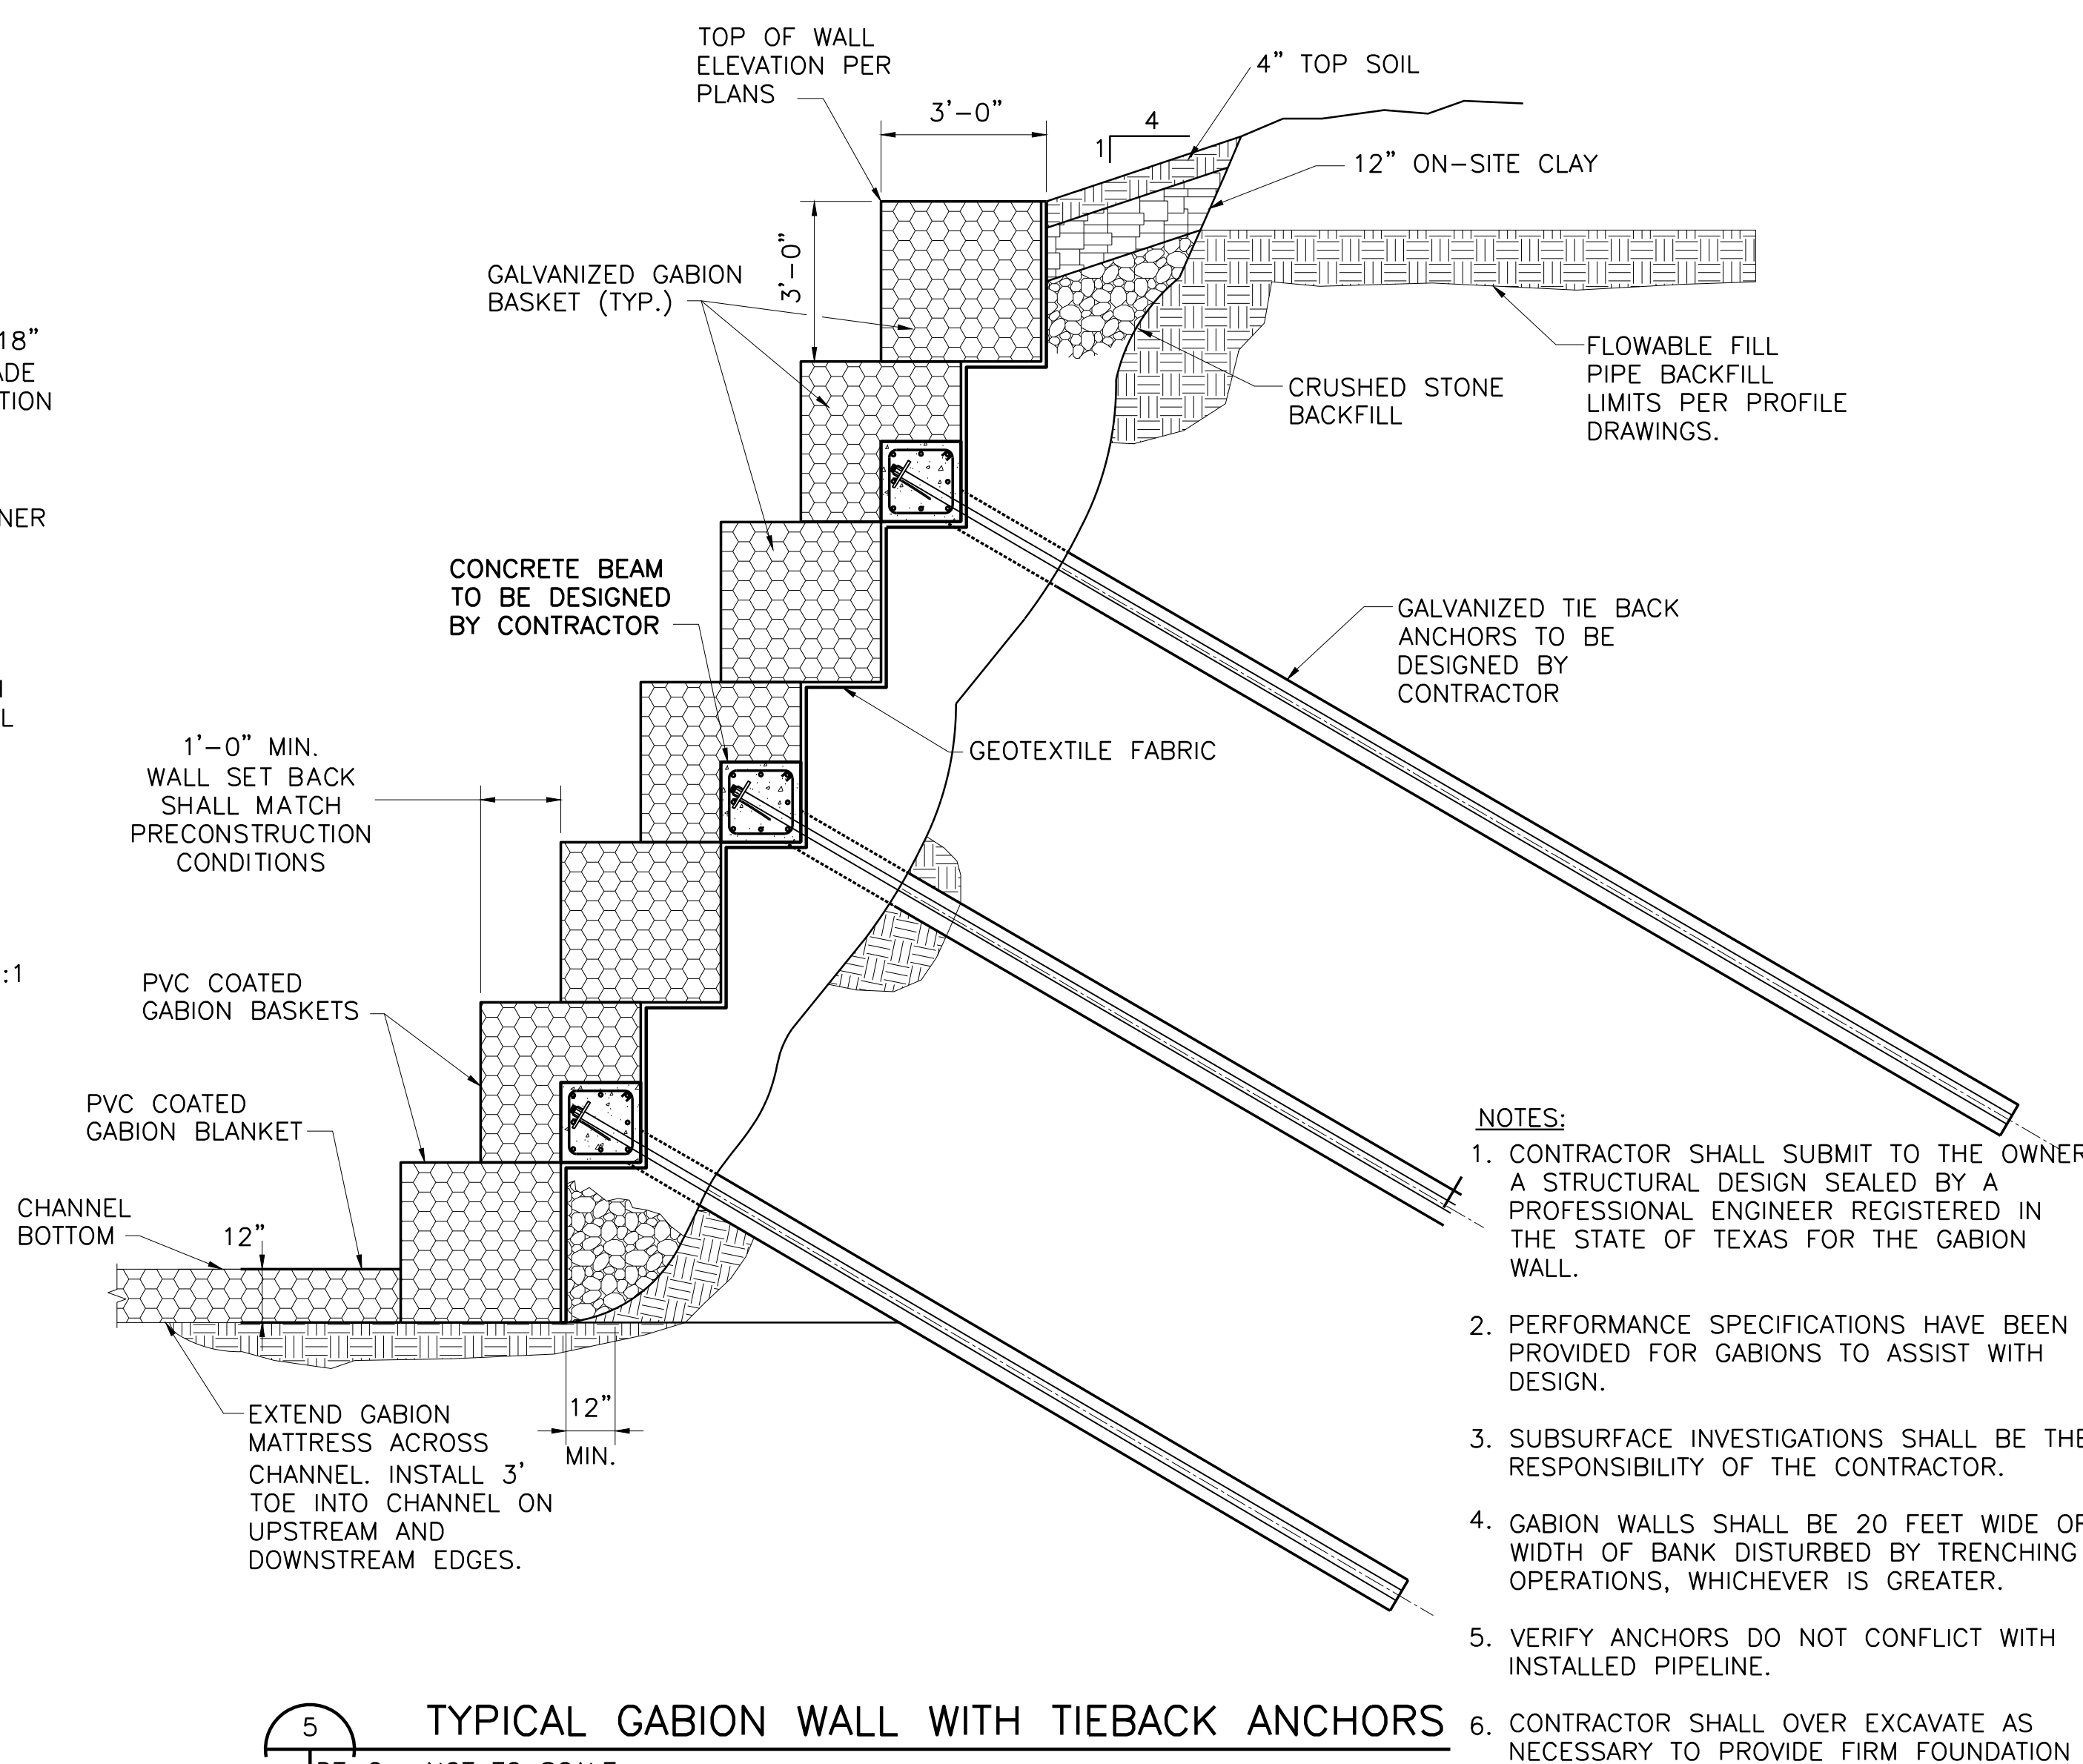 TOP OF WALL
ELEVATION PER
PLANS
3'-0"
4
1
4" TOP SOIL
12" ON-SITE CLAY
3'-0"
GALVANIZED GABION
BASKET (TYP.)
18"
FLOWABLE FILL
PIPE BACKFILL
LIMITS PER PROFILE
DRAWINGS.
CRUSHED STONE
BACKFILL
CONCRETE BEAM
TO BE DESIGNED
BY CONTRACTOR
GALVANIZED TIE BACK
ANCHORS TO BE
DESIGNED BY
CONTRACTOR
GEOTEXTILE FABRIC
1'-0" MIN.
WALL SET BACK
SHALL MATCH
PRECONSTRUCTION
CONDITIONS
:1
PVC COATED
GABION BASKETS
PVC COATED
GABION BLANKET
CHANNEL
BOTTOM
12"
12"
MIN.
EXTEND GABION
MATTRESS ACROSS
CHANNEL. INSTALL 3'
TOE INTO CHANNEL ON
UPSTREAM AND
DOWNSTREAM EDGES.
NOTES:
1. CONTRACTOR SHALL SUBMIT TO THE OWNER
A STRUCTURAL DESIGN SEALED BY A
PROFESSIONAL ENGINEER REGISTERED IN
THE STATE OF TEXAS FOR THE GABION
WALL.
2. PERFORMANCE SPECIFICATIONS HAVE BEEN
PROVIDED FOR GABIONS TO ASSIST WITH
DESIGN.
3. SUBSURFACE INVESTIGATIONS SHALL BE THE
RESPONSIBILITY OF THE CONTRACTOR.
4. GABION WALLS SHALL BE 20 FEET WIDE OR
WIDTH OF BANK DISTURBED BY TRENCHING
OPERATIONS, WHICHEVER IS GREATER.
5. VERIFY ANCHORS DO NOT CONFLICT WITH
INSTALLED PIPELINE.
6. CONTRACTOR SHALL OVER EXCAVATE AS
NECESSARY TO PROVIDE FIRM FOUNDATION
5
TYPICAL GABION WALL WITH TIEBACK ANCHORS
NOT TO SCALE